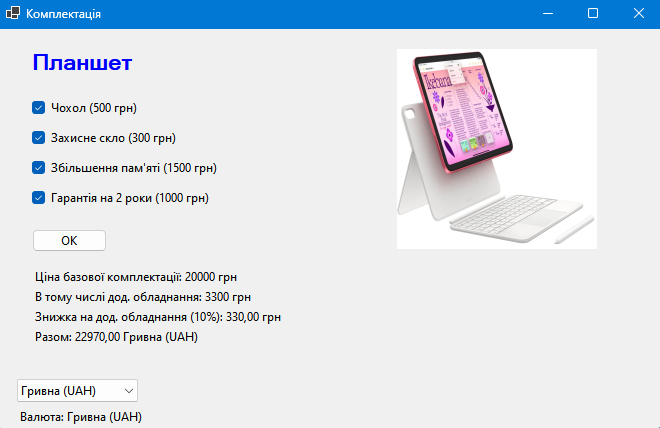 Комплектація
Планшет
Чохол (500 грн)
Захисне скло (300 грн)
Збільшення пам'яті (1500 грн)
Гарантія на 2 роки (1000 грн)
ОК
Ціна базової комплектації: 20000 грн
В тому числі дод. обладнання: 3300 грн
Знижка на дод. обладнання (10%): 330,00 грн
Разом: 22970,00 Гривна (UAH)
Гривна (UAH)
Валюта: Гривна (UAH)